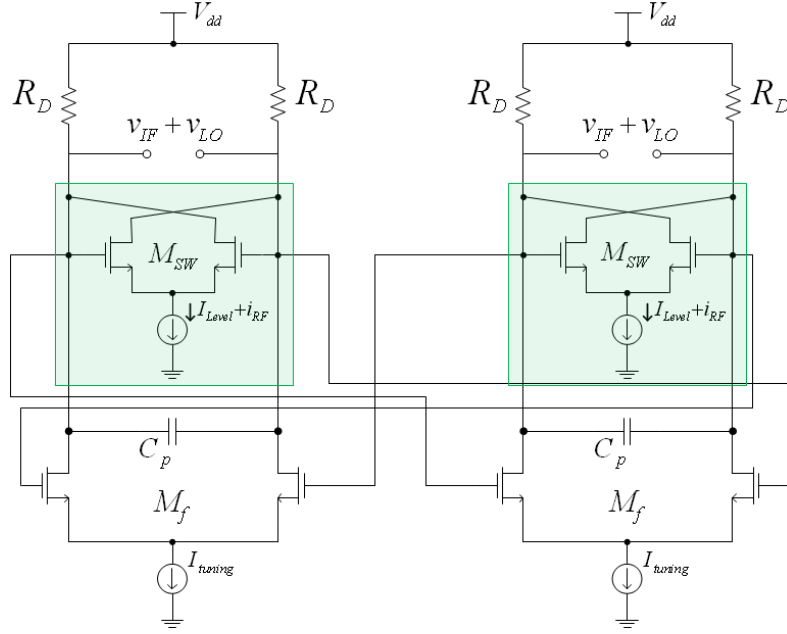 V_dd V_dd
R_D R_D R_D R_D
v_IF + v_LO v_IF + v_LO
M_SW M_SW
I_Level + i_RF I_Level + i_RF
C_p C_p
M_f M_f
I_tuning I_tuning